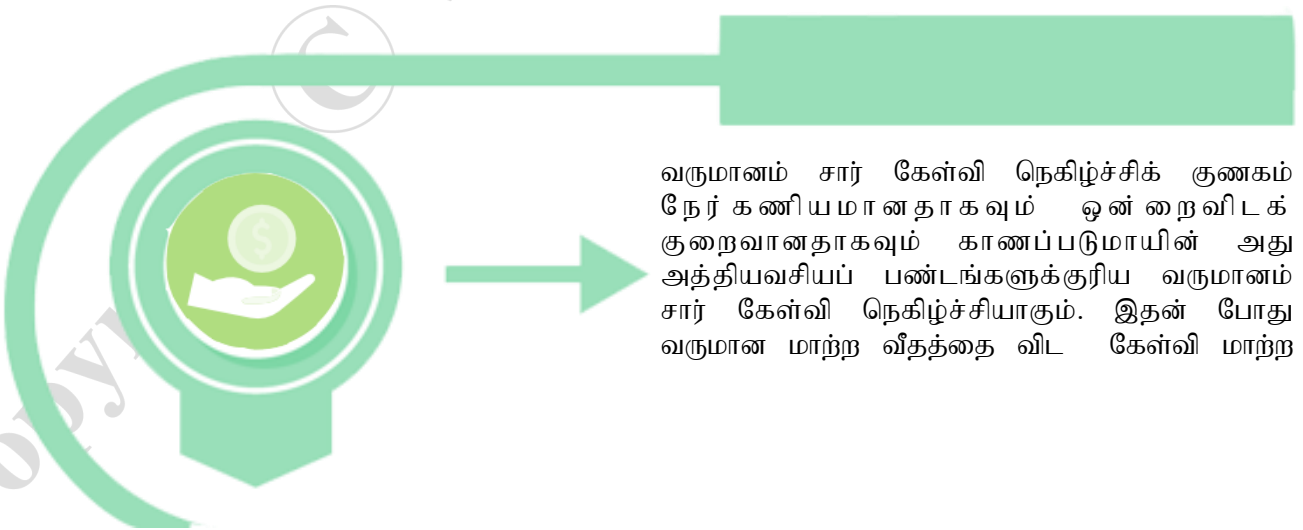 வருமானம் சார் கேள்வி நெகிழ்ச்சிக் குணகம்
நேர்கணியமானதாகவும் ஒன்றைவிடக்
குறைவானதாகவும் காணப்படுமாயின் அது
அத்தியவசியப் பண்டங்களுக்குரிய வருமானம்
சார் கேள்வி நெகிழ்ச்சியாகும். இதன் போது
வருமான மாற்ற வீதத்தை விட கேள்வி மாற்ற